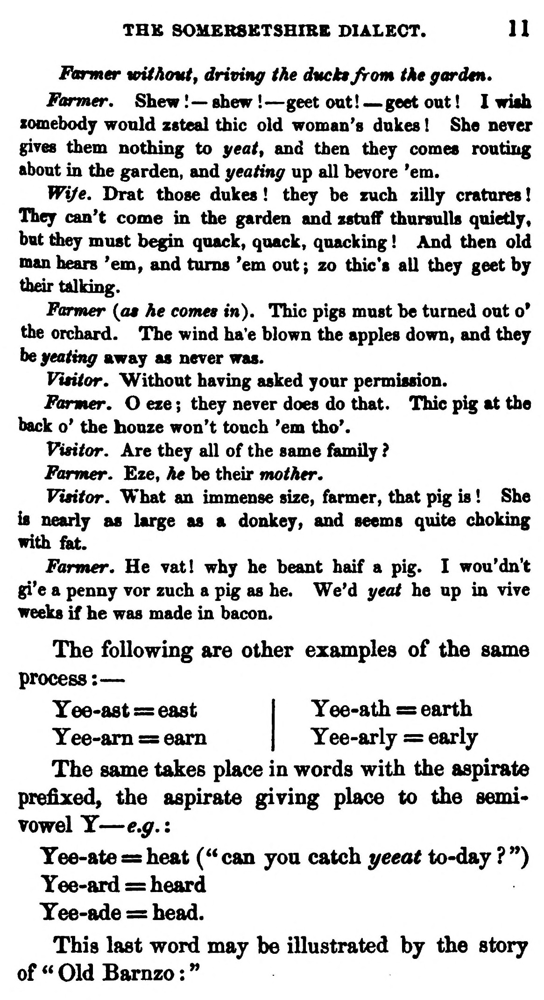 THE SOMERSETSHIRE DIALECT. 11
Farmer without, driving the ducks from the garden.
Farmer. Shew!—shew!—geet out!—geet out! I wish
zomebody would zsteal thic old woman's dukes! She never
gives them nothing to yeat, and then they comes routing
about in the garden, and yeating up all bevore 'em.
Wife. Drat those dukes! they be zuch zilly cratures!
They can't come in the garden and zstuff thursulls quietly,
but they must begin quack, quack, quacking! And then old
man hears 'em, and turns 'em out; zo thic's all they geet by
their talking.
Farmer (as he comes in). Thic pigs must be turned out o'
the orchard. The wind ha'e blown the apples down, and they
be yeating away as never was.
Visitor. Without having asked your permission.
Farmer. O eze; they never does do that. Thic pig at the
back o' the houze won't touch 'em tho'.
Visitor. Are they all of the same family?
Farmer. Eze, he be their mother.
Visitor. What an immense size, farmer, that pig is! She
is nearly as large as a donkey, and seems quite choking
with fat.
Farmer. He vat! why he beant haif a pig. I wou'dn't
gi'e a penny vor zuch a pig as he. We'd yeat he up in vive
weeks if he was made in bacon.
The following are other examples of the same
process:—
Yee-ast = east | Yee-ath = earth
Yee-arn = earn | Yee-arly = early
The same takes place in words with the aspirate
prefixed, the aspirate giving place to the semi-
vowel Y—e.g.:
Yee-ate = heat ("can you catch yeeat to-day?")
Yee-ard = heard
Yee-ade = head.
This last word may be illustrated by the story
of "Old Barnzo:"